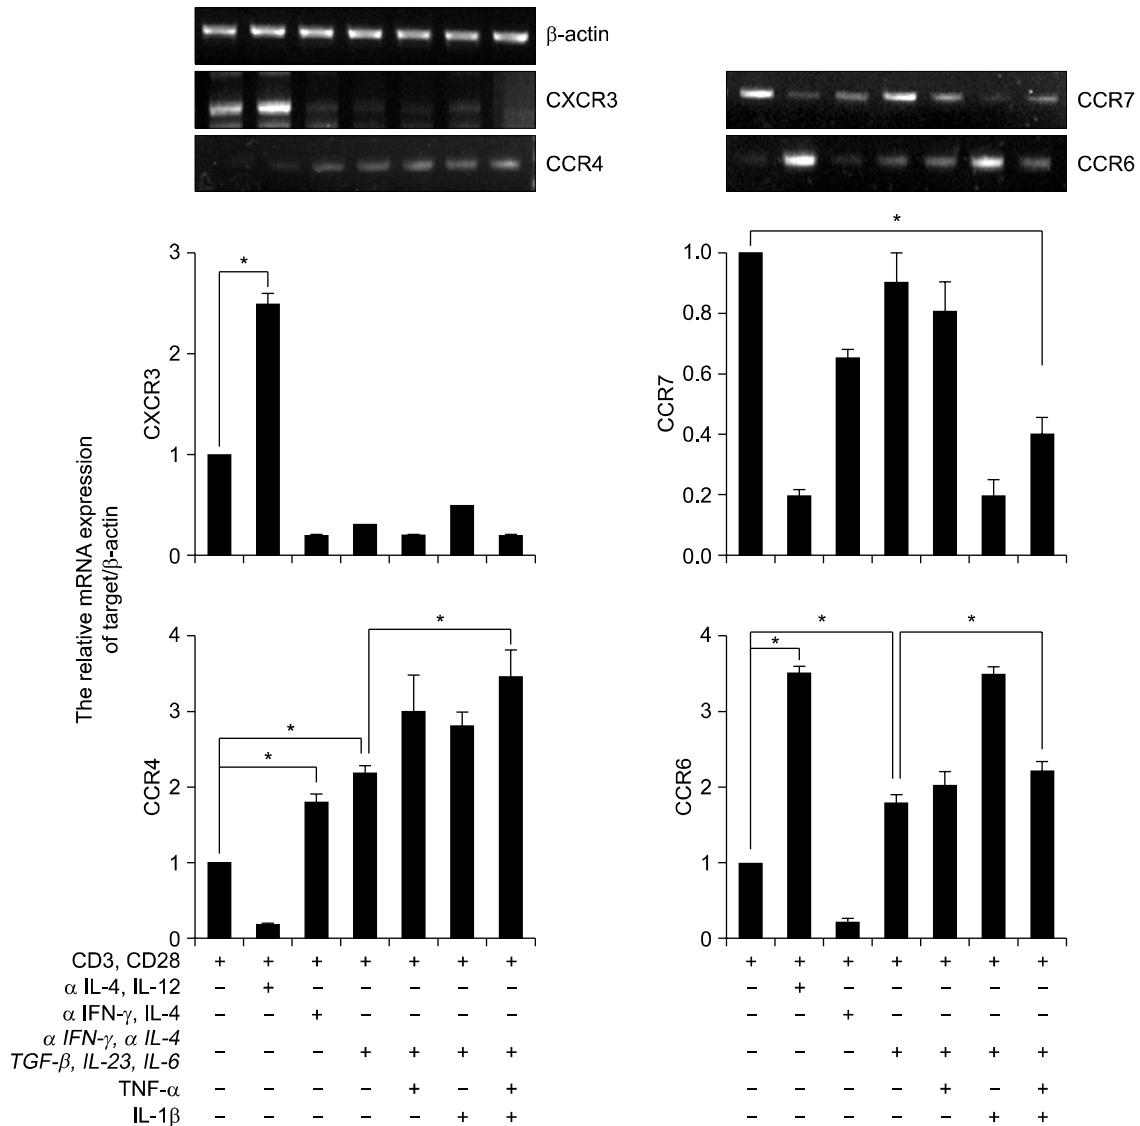 β-actin
CXCR3
CCR4
CCR7
CCR6
*
3
2
1
0
CXCR3
*
1.0
0.8
0.6
0.4
0.2
0.0
CCR7
The relative mRNA expression
of target/β-actin
*
*
*
4
3
2
1
0
CCR4
*
*
*
4
3
2
1
0
CCR6
CD3, CD28 + + + + + + + + + + + + + +
α IL-4, IL-12 – + – – – – – – + – – – – –
α IFN-γ, IL-4 – – + – – – – – – + – – – –
α IFN-γ, α IL-4
TGF-β, IL-23, IL-6 – – – + + + + – – – + + + +
TNF-α – – – – + – + – – – – + – +
IL-1β – – – – – + + – – – – – + +